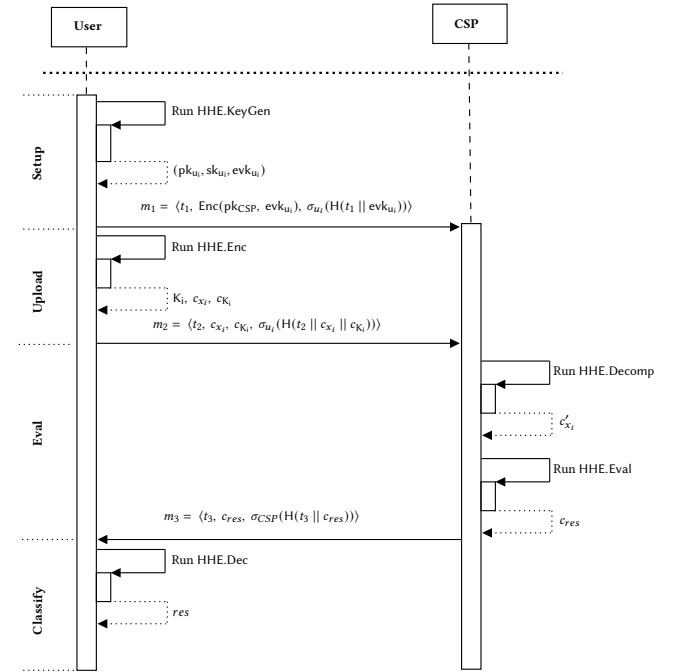 User
CSP
Setup
Run HHE.KeyGen
(pk_{u_i}, sk_{u_i}, evk_{u_i})
m_1 = ⟨t_1, Enc(pk_{CSP}, evk_{u_i}), σ_{u_i}(H(t_1 || evk_{u_i}))⟩
Upload
Run HHE.Enc
K_i, c_{x_i}, c_{K_i}
m_2 = ⟨t_2, c_{x_i}, c_{K_i}, σ_{u_i}(H(t_2 || c_{x_i} || c_{K_i}))⟩
Eval
Run HHE.Decomp
c'_{x_i}
Run HHE.Eval
c_{res}
m_3 = ⟨t_3, c_{res}, σ_{CSP}(H(t_3 || c_{res}))⟩
Classify
Run HHE.Dec
res